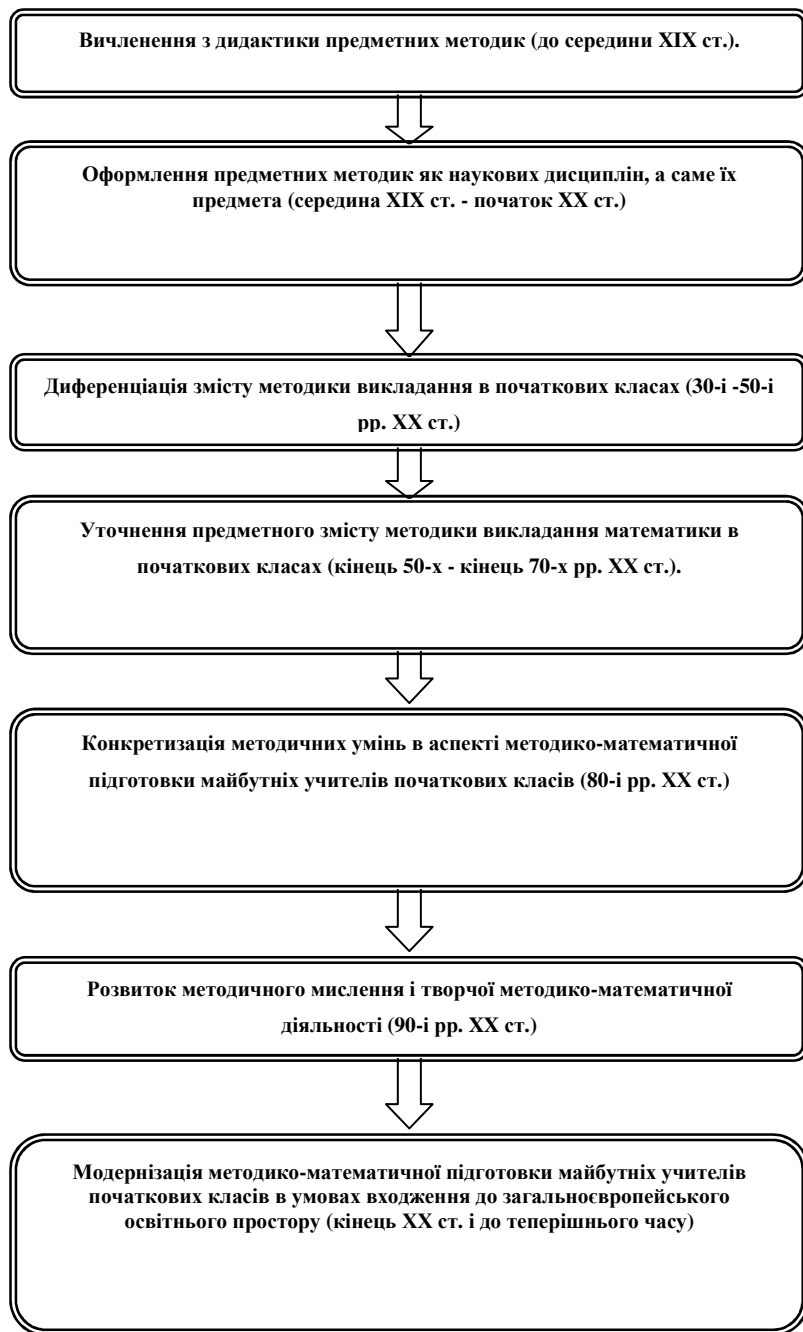 Вичленення з дидактики предметних методик (до середини XIX ст.).
Оформлення предметних методик як наукових дисциплін, а саме їх
предмета (середина XIX ст. - початок XX ст.)
Диференціація змісту методики викладання в початкових класах (30-і -50-і
рр. XX ст.)
Уточнення предметного змісту методики викладання математики в
початкових класах (кінець 50-х - кінець 70-х рр. XX ст.).
Конкретизація методичних умінь в аспекті методико-математичної
підготовки майбутніх учителів початкових класів (80-і рр. XX ст.)
Розвиток методичного мислення і творчої методико-математичної
діяльності (90-і рр. XX ст.)
Модернізація методико-математичної підготовки майбутніх учителів
початкових класів в умовах входження до загальноєвропейського
освітнього простору (кінець XX ст. і до теперішнього часу)